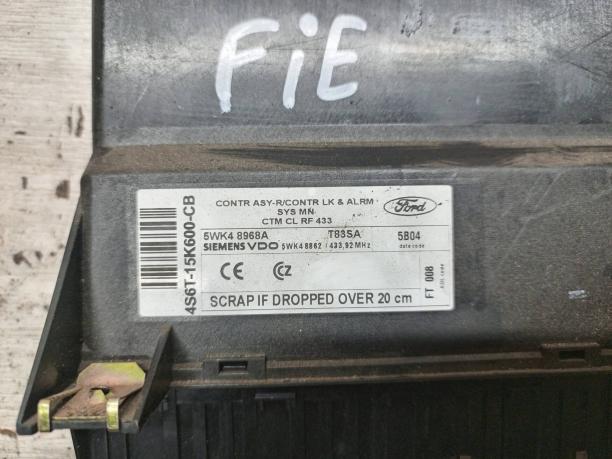 FiE
CONTR ASY-R/CONTR LK & ALRM
SYS MN
CTM CL RF 433
Ford
5WK4 8968A T83SA 5B04
SIEMENS VDO 5WK4 8862 / 433,92 MHz date code
CE CZ
SCRAP IF DROPPED OVER 20 cm
4S6T-15K600-CB
FT 008